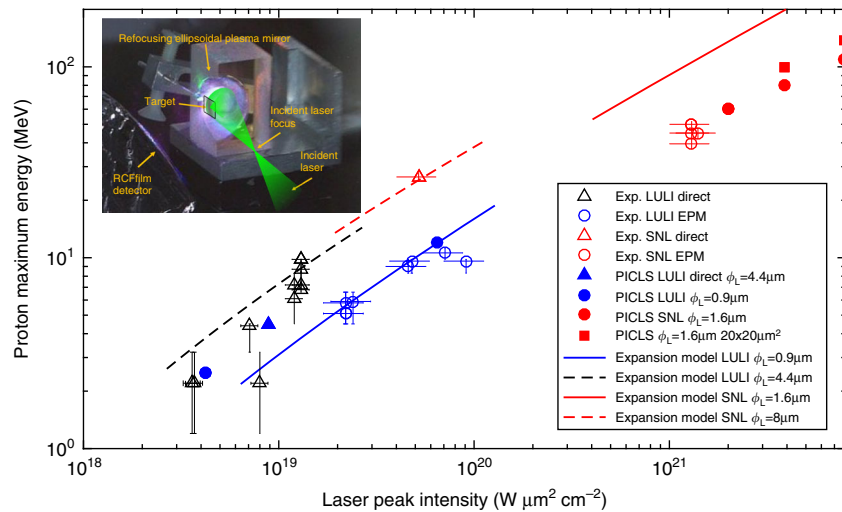 Refocusing ellipsoidal plasma mirror
Target
Incident laser
focus
Incident
laser
RCFfilm
detector
Proton maximum energy (MeV)
10²
10¹
10⁰
10¹⁸
10¹⁹
10²⁰
10²¹
Laser peak intensity (W μm² cm⁻²)
Exp. LULI direct
Exp. LULI EPM
Exp. SNL direct
Exp. SNL EPM
PICLS LULI direct ϕL=4.4μm
PICLS LULI ϕL=0.9μm
PICLS SNL ϕL=1.6μm
PICLS ϕL=1.6μm 20x20μm²
Expansion model LULI ϕL=0.9μm
Expansion model LULI ϕL=4.4μm
Expansion model SNL ϕL=1.6μm
Expansion model SNL ϕL=8μm